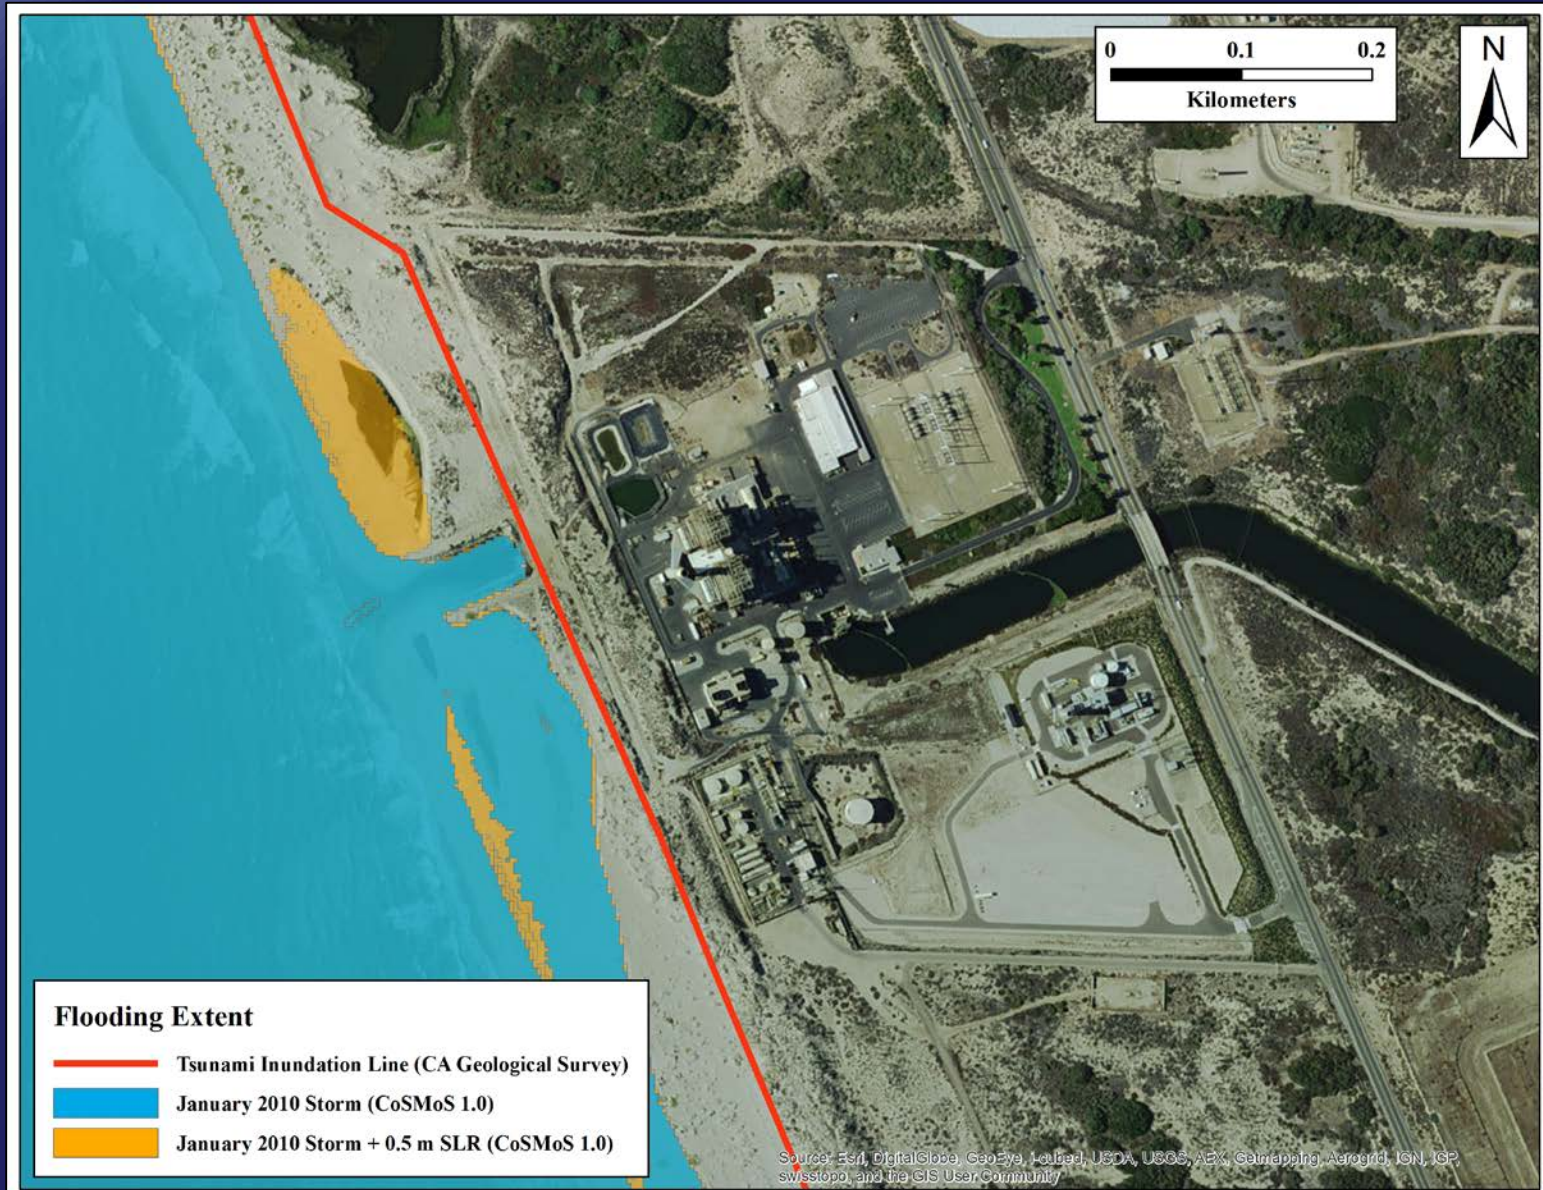 0 0.1 0.2
Kilometers
N
Flooding Extent
Tsunami Inundation Line (CA Geological Survey)
January 2010 Storm (CoSMoS 1.0)
January 2010 Storm + 0.5 m SLR (CoSMoS 1.0)
Source: Esri, DigitalGlobe, GeoEye, i-cubed, USDA, USGS, AEX, Getmapping, Aerogrid, IGN, IGP,
swisstopo, and the GIS User Community